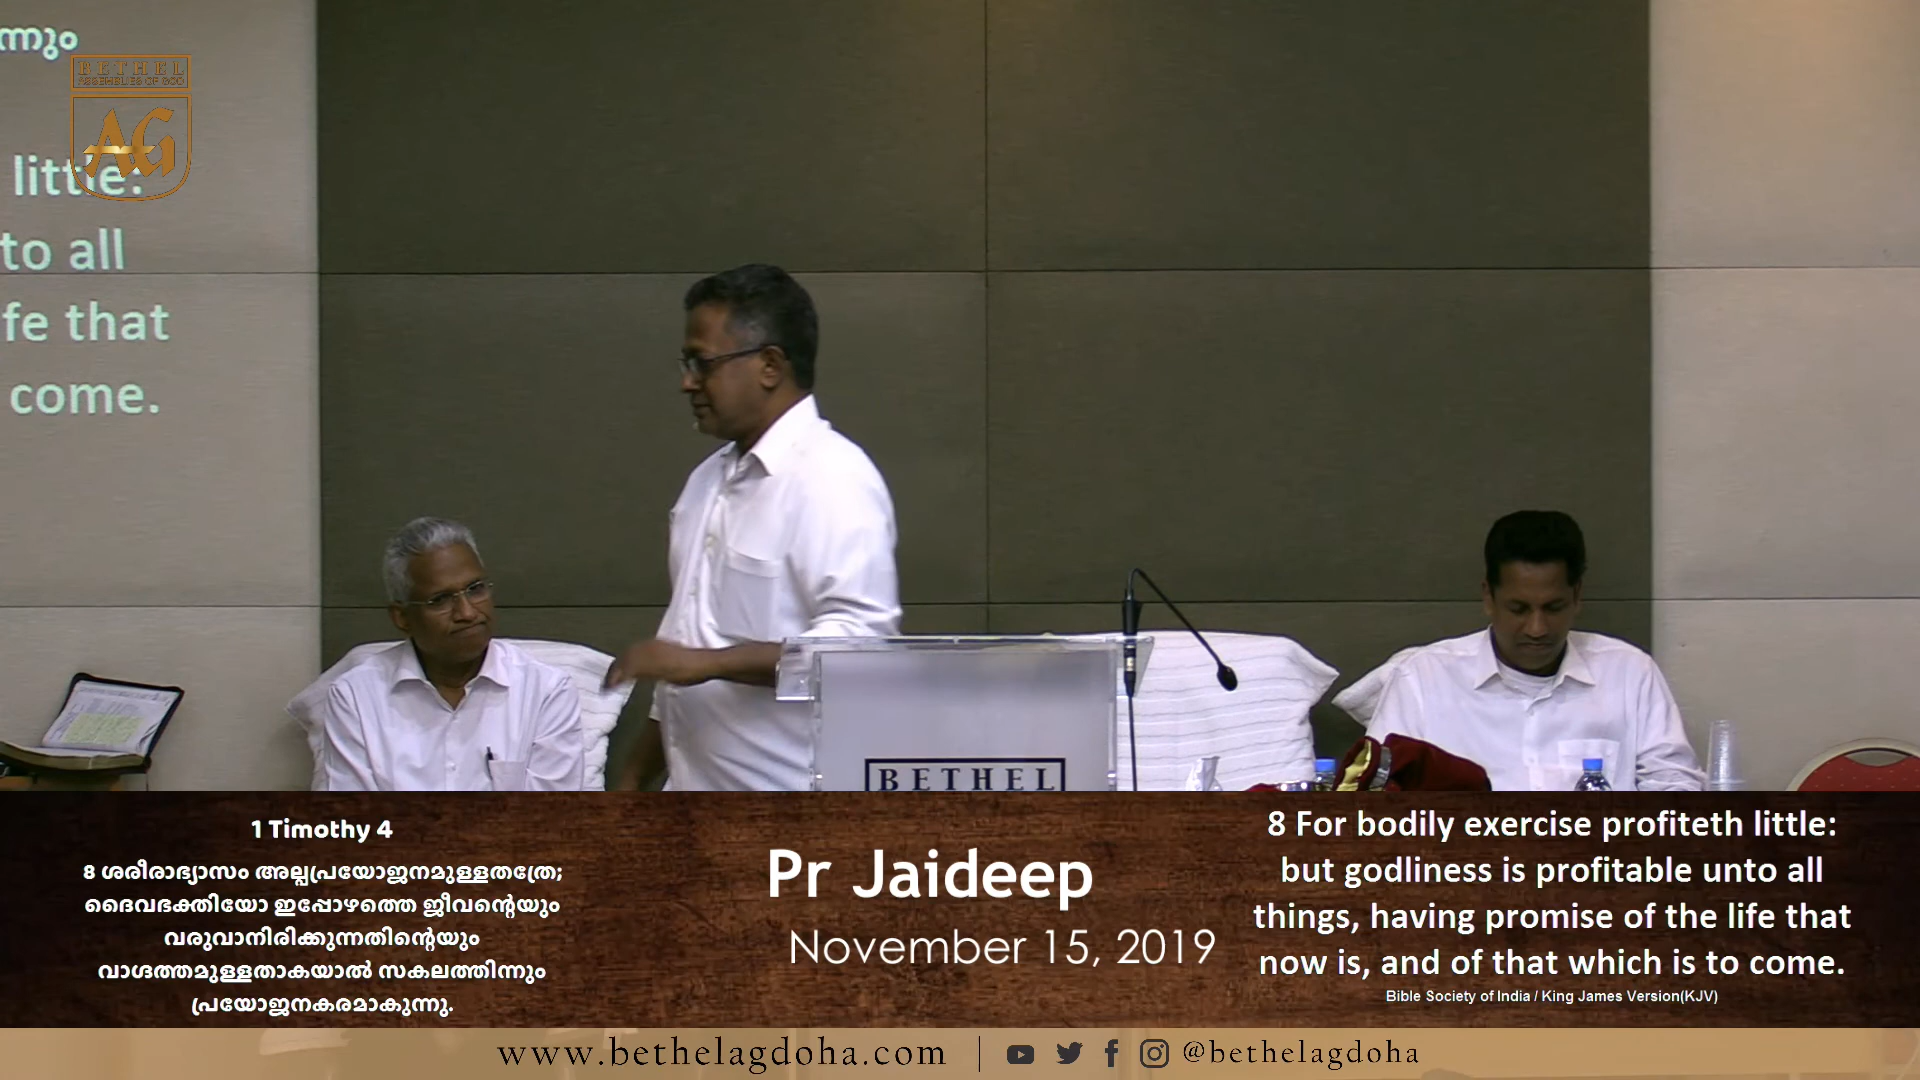 ന്നും
BETHEL
ASSEMBLIES OF GOD
AG
little:
to all
fe that
come.
BETHEL
1 Timothy 4
8 ശരീരാഭ്യാസം അല്പപ്രയോജനമുള്ളതത്രേ;
ദൈവഭക്തിയോ ഇപ്പോഴത്തെ ജീവന്റെയും
വരുവാനിരിക്കുന്നതിന്റെയും
വാഗ്ദത്തമുള്ളതാകയാൽ സകലത്തിന്നും
പ്രയോജനകരമാകുന്നു.
Pr Jaideep
November 15, 2019
8 For bodily exercise profiteth little:
but godliness is profitable unto all
things, having promise of the life that
now is, and of that which is to come.
Bible Society of India / King James Version(KJV)
www.bethelagdoha.com | @bethelagdoha